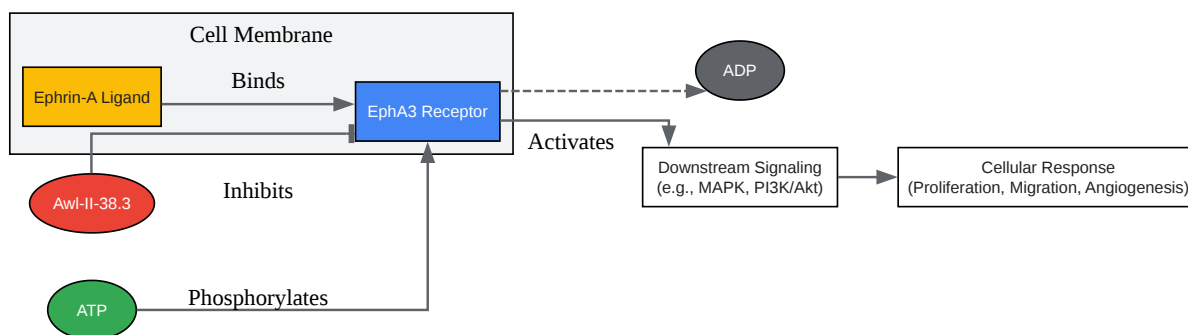 Cell Membrane
Ephrin-A Ligand
Binds
EphA3 Receptor
ADP
Activates
Downstream Signaling
(e.g., MAPK, PI3K/Akt)
Cellular Response
(Proliferation, Migration, Angiogenesis)
Awl-II-38.3
Inhibits
ATP
Phosphorylates